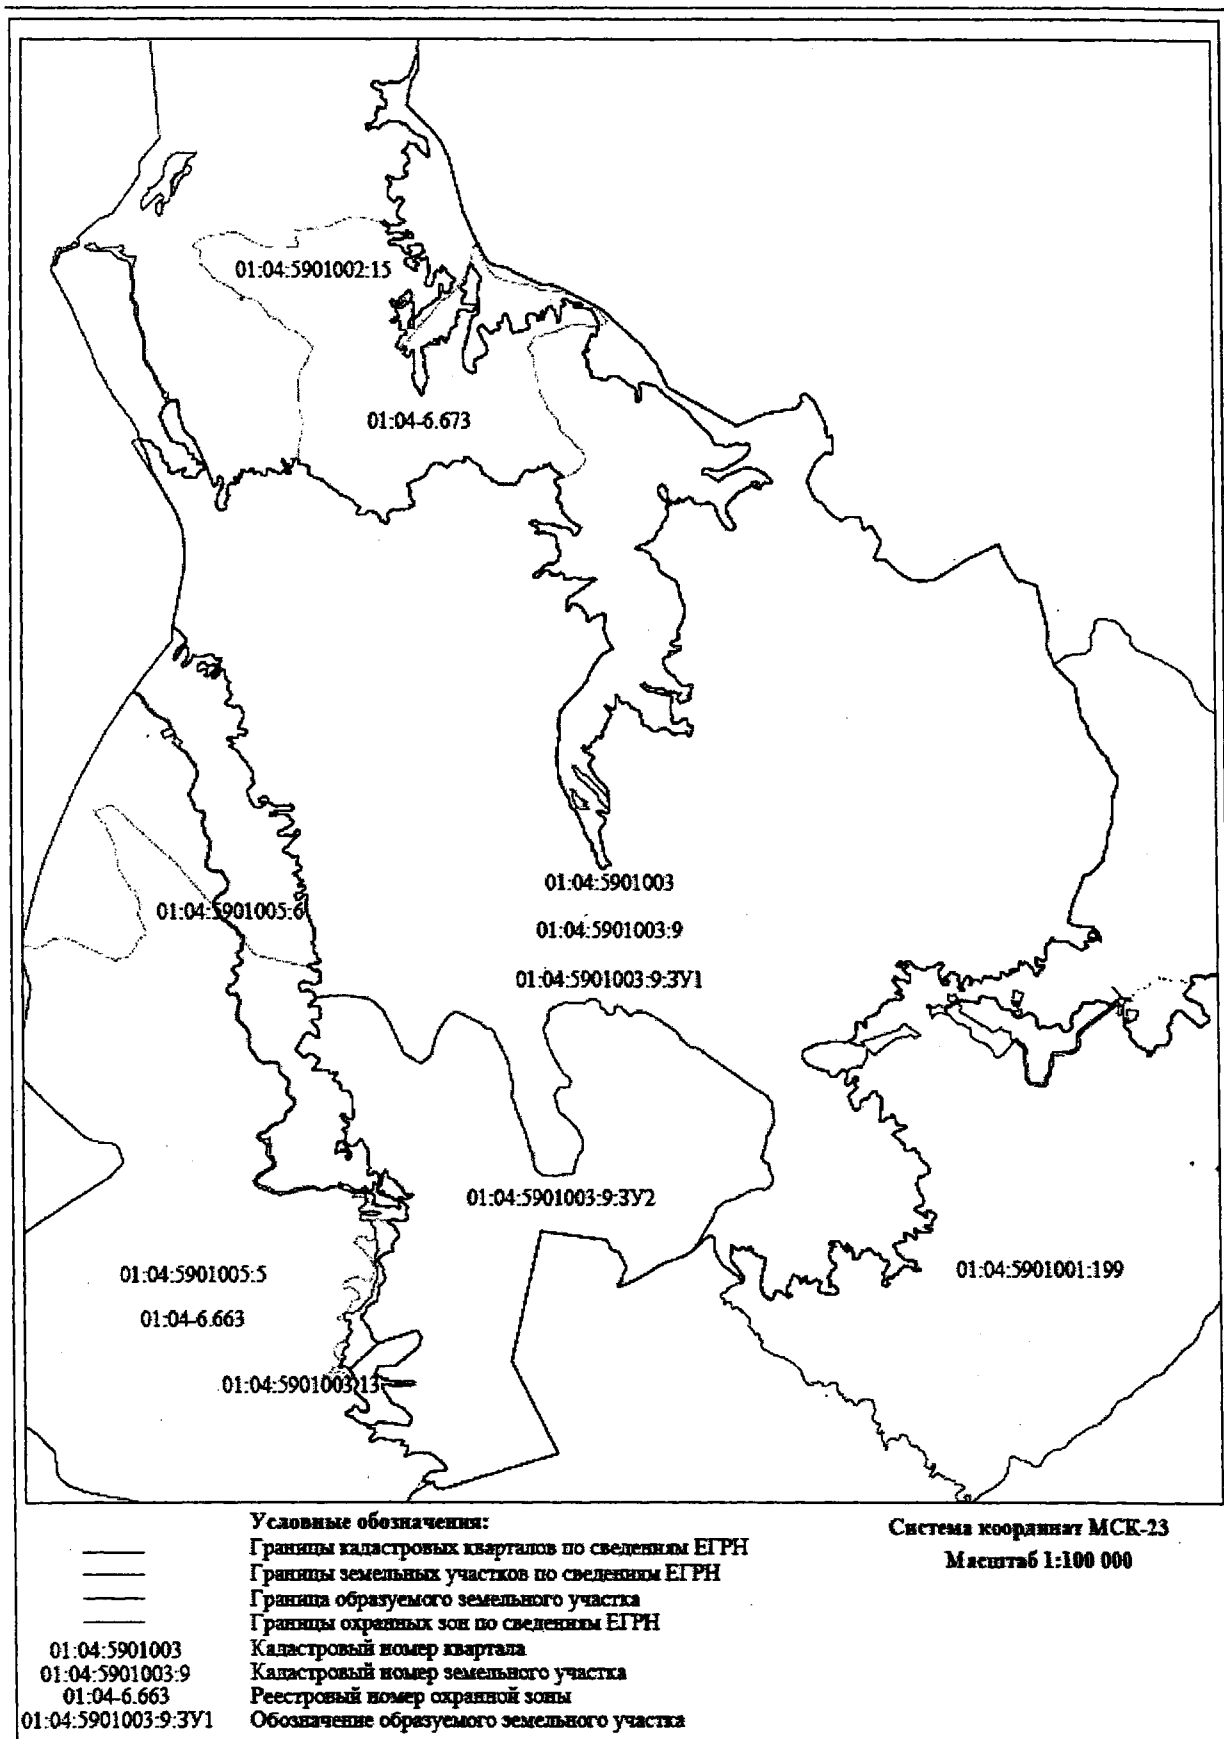 01:04:5901002:15
01:04-6.673
01:04:5901005:6
01:04:5901003
01:04:5901003:9
01:04:5901003:9:ЗУ1
01:04:5901003:9:ЗУ2
01:04:5901005:5
01:04-6.663
01:04:5901001:199
01:04:5901003:13
Условные обозначения:
Границы кадастровых кварталов по сведениям ЕГРН
Границы земельных участков по сведениям ЕГРН
Граница образуемого земельного участка
Границы охранных зон по сведениям ЕГРН
01:04:5901003 Кадастровый номер квартала
01:04:5901003:9 Кадастровый номер земельного участка
01:04-6.663 Реестровый номер охранной зоны
01:04:5901003:9:ЗУ1 Обозначение образуемого земельного участка
Система координат МСК-23
Масштаб 1:100 000